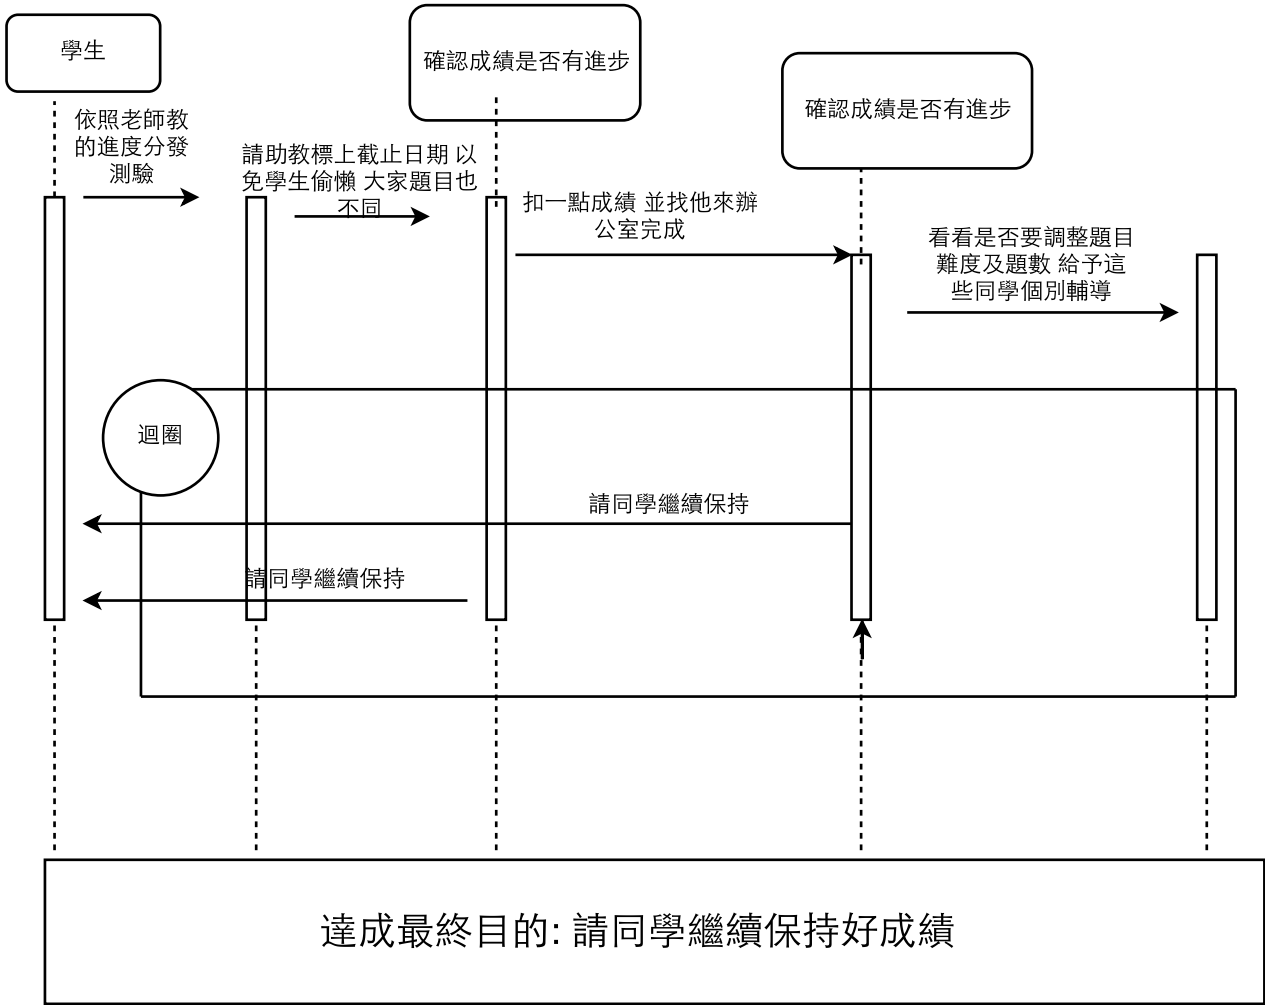 學生
確認成績是否有進步
確認成績是否有進步
依照老師教
的進度分發
測驗
請助教標上截止日期 以
免學生偷懶 大家題目也
不同
扣一點成績 並找他來辦
公室完成
看看是否要調整題目
難度及題數 給予這
些同學個別輔導
迴圈
請同學繼續保持
請同學繼續保持
達成最終目的: 請同學繼續保持好成績